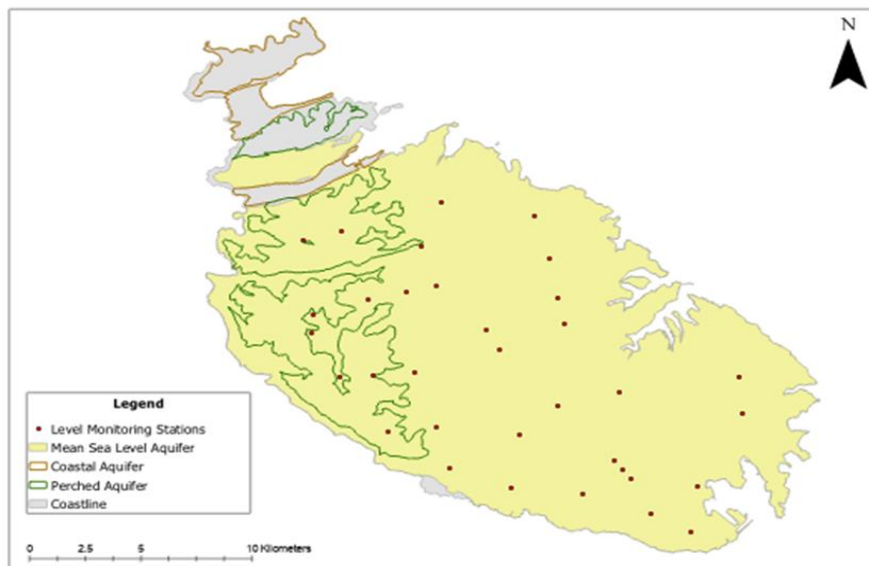 N
Legend
Level Monitoring Stations
Mean Sea Level Aquifer
Coastal Aquifer
Perched Aquifer
Coastline
0 2.5 5 10 Kilometers